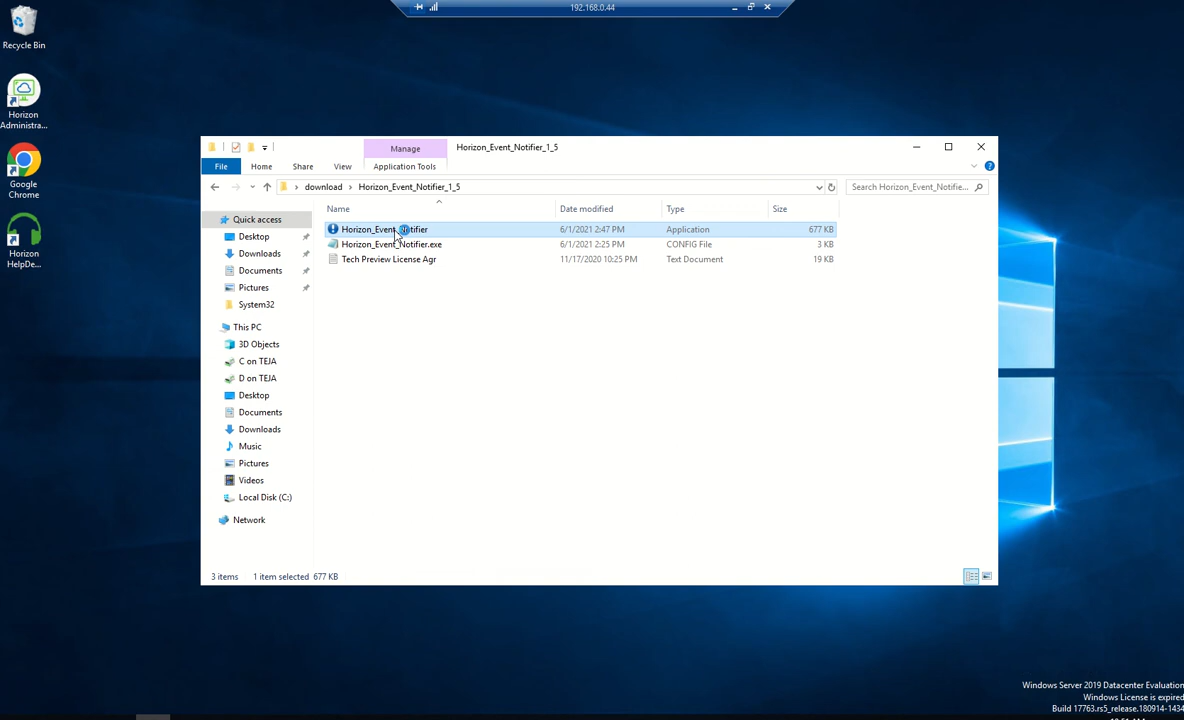 192.168.0.44
Recycle Bin
Horizon
Administra...
Google
Chrome
Horizon
HelpDe...
Manage
Horizon_Event_Notifier_1_5
File
Home
Share
View
Application Tools
download
Horizon_Event_Notifier_1_5
Search Horizon_Event_Notifie...
Name
Date modified
Type
Size
Horizon_Event_Notifier
6/1/2021 2:47 PM
Application
677 KB
Horizon_Event_Notifier.exe
6/1/2021 2:25 PM
CONFIG File
3 KB
Tech Preview License Agr
11/17/2020 10:25 PM
Text Document
19 KB
Quick access
Desktop
Downloads
Documents
Pictures
System32
This PC
3D Objects
C on TEJA
D on TEJA
Desktop
Documents
Downloads
Music
Pictures
Videos
Local Disk (C:)
Network
3 items
1 item selected 677 KB
Windows Server 2019 Datacenter Evaluation
Windows License is expired
Build 17763.rs5_release.180914-1434